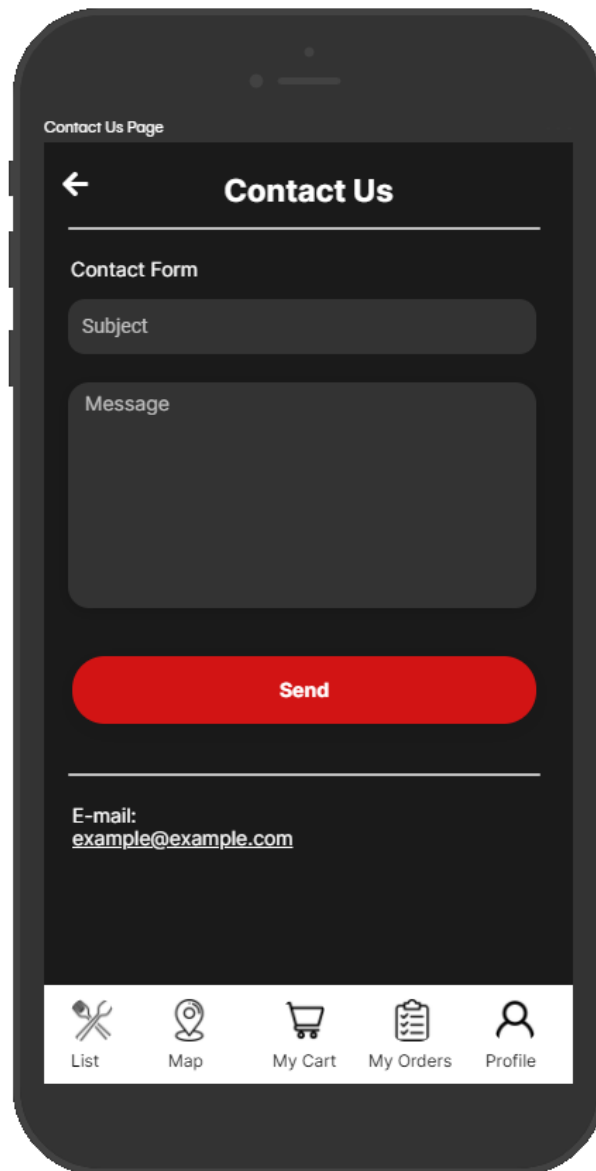 Contact Us Page
Contact Us
Contact Form
Subject
Message
Send
E-mail:
example@example.com
List Map My Cart My Orders Profile